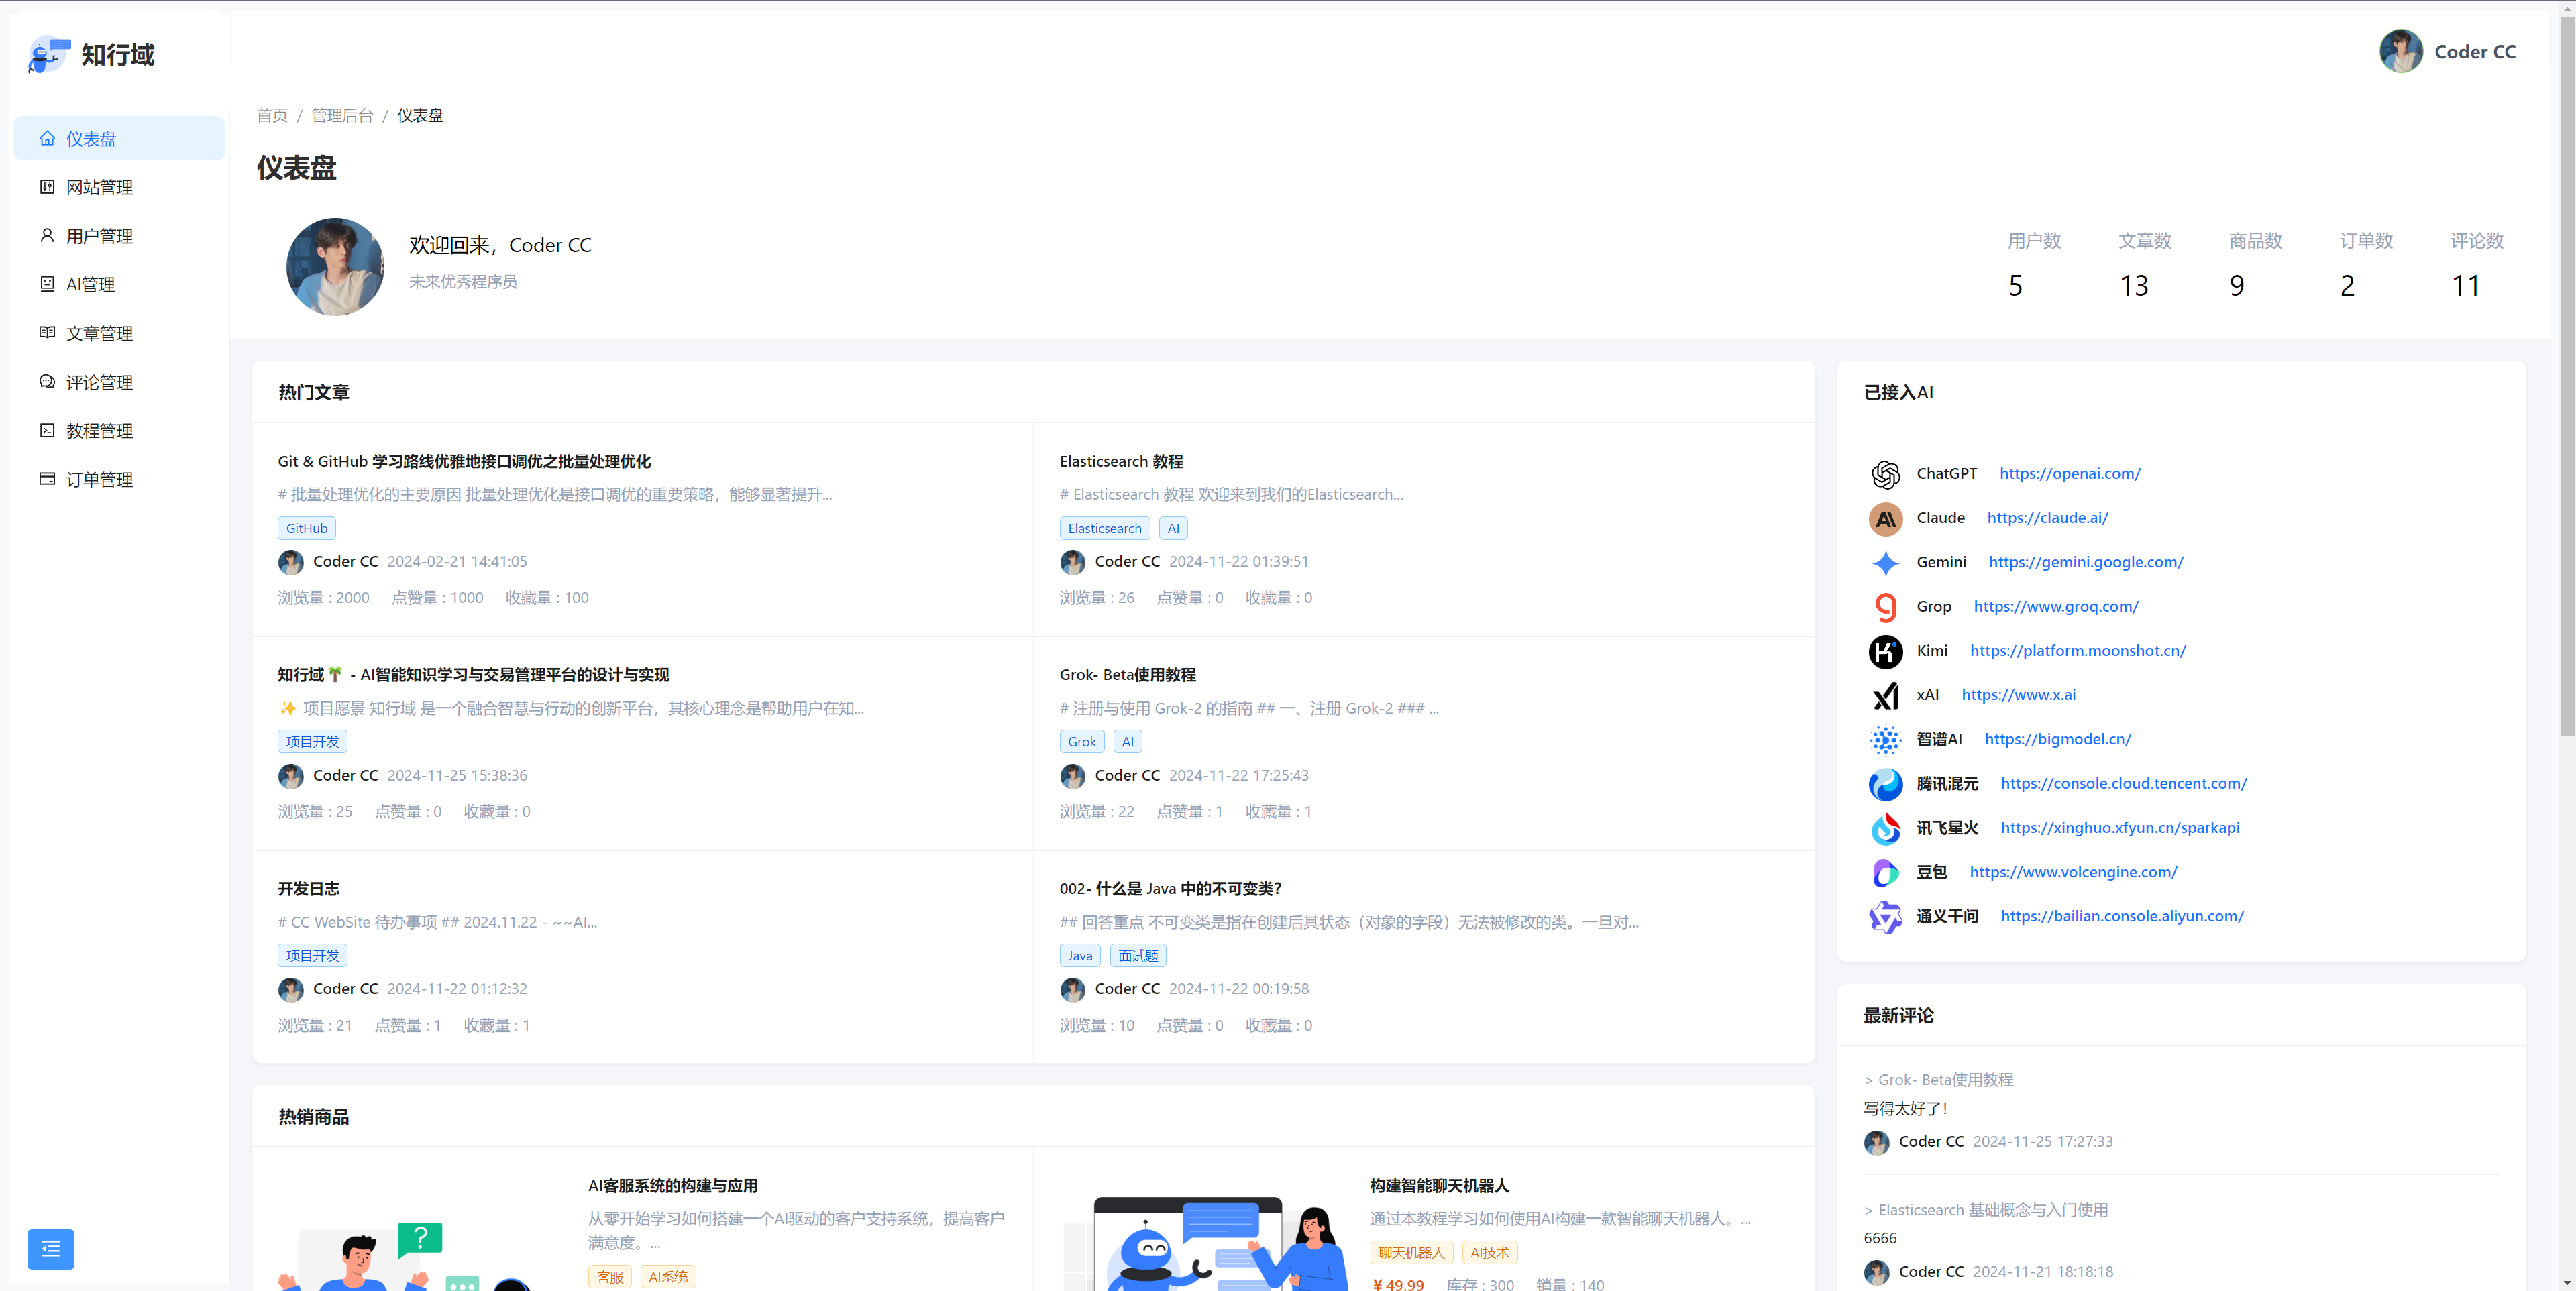 知行域
Coder CC
仪表盘
网站管理
用户管理
AI管理
文章管理
评论管理
教程管理
订单管理
首页 / 管理后台 / 仪表盘
仪表盘
欢迎回来，Coder CC
未来优秀程序员
用户数 文章数 商品数 订单数 评论数
5 13 9 2 11
热门文章
Git & GitHub 学习路线优雅地接口调优之批量处理优化
# 批量处理优化的主要原因 批量处理优化是接口调优的重要策略，能够显著提升...
GitHub
Coder CC 2024-02-21 14:41:05
浏览量 : 2000 点赞量 : 1000 收藏量 : 100
Elasticsearch 教程
# Elasticsearch 教程 欢迎来到我们的Elasticsearch...
Elasticsearch AI
Coder CC 2024-11-22 01:39:51
浏览量 : 26 点赞量 : 0 收藏量 : 0
知行域🌴 - AI智能知识学习与交易管理平台的设计与实现
✨ 项目愿景 知行域 是一个融合智慧与行动的创新平台，其核心理念是帮助用户在知...
项目开发
Coder CC 2024-11-25 15:38:36
浏览量 : 25 点赞量 : 0 收藏量 : 0
Grok- Beta使用教程
# 注册与使用 Grok-2 的指南 ## 一、注册 Grok-2 ### ...
Grok AI
Coder CC 2024-11-22 17:25:43
浏览量 : 22 点赞量 : 1 收藏量 : 1
开发日志
# CC WebSite 待办事项 ## 2024.11.22 - ~~AI...
项目开发
Coder CC 2024-11-22 01:12:32
浏览量 : 21 点赞量 : 1 收藏量 : 1
002- 什么是 Java 中的不可变类？
## 回答重点 不可变类是指在创建后其状态（对象的字段）无法被修改的类。一旦对...
Java 面试题
Coder CC 2024-11-22 00:19:58
浏览量 : 10 点赞量 : 0 收藏量 : 0
热销商品
AI客服系统的构建与应用
从零开始学习如何搭建一个AI驱动的客户支持系统，提高客户
满意度。...
客服 AI系统
构建智能聊天机器人
通过本教程学习如何使用AI构建一款智能聊天机器人。...
聊天机器人 AI技术
¥ 49.99 库存 : 300 销量 : 140
已接入AI
ChatGPT https://openai.com/
Claude https://claude.ai/
Gemini https://gemini.google.com/
Grop https://www.groq.com/
Kimi https://platform.moonshot.cn/
xAI https://www.x.ai
智谱AI https://bigmodel.cn/
腾讯混元 https://console.cloud.tencent.com/
讯飞星火 https://xinghuo.xfyun.cn/sparkapi
豆包 https://www.volcengine.com/
通义千问 https://bailian.console.aliyun.com/
最新评论
> Grok- Beta使用教程
写得太好了！
Coder CC 2024-11-25 17:27:33
> Elasticsearch 基础概念与入门使用
6666
Coder CC 2024-11-21 18:18:18